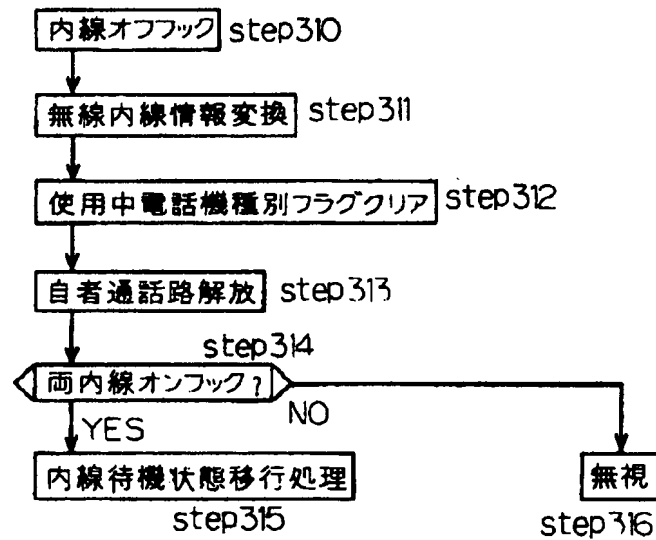 内線オフフック step310
無線内線情報変換 step311
使用中電話機種別フラグクリア step312
自者通話路解放 step313
step314
両内線オンフック?
YES
NO
内線待機状態移行処理
無視
step315
step316